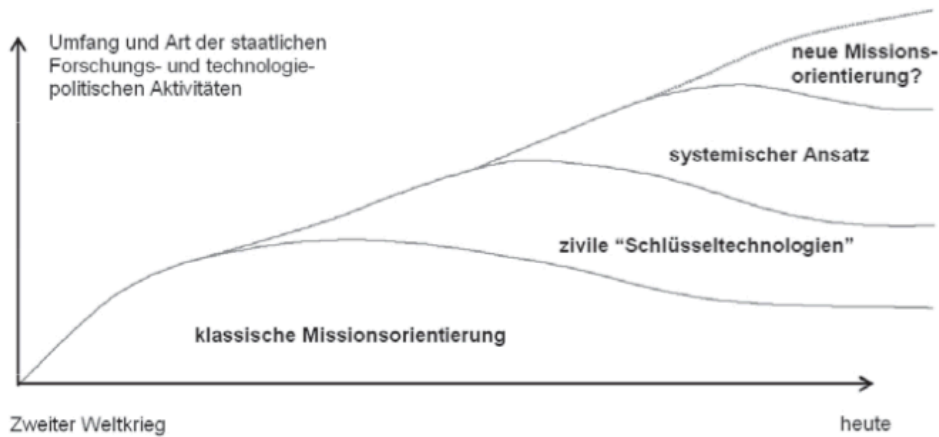 Umfang und Art der staatlichen
Forschungs- und technologie-
politischen Aktivitäten
neue Missions-
orientierung?
systemischer Ansatz
zivile “Schlüsseltechnologien”
klassische Missionsorientierung
Zweiter Weltkrieg
heute